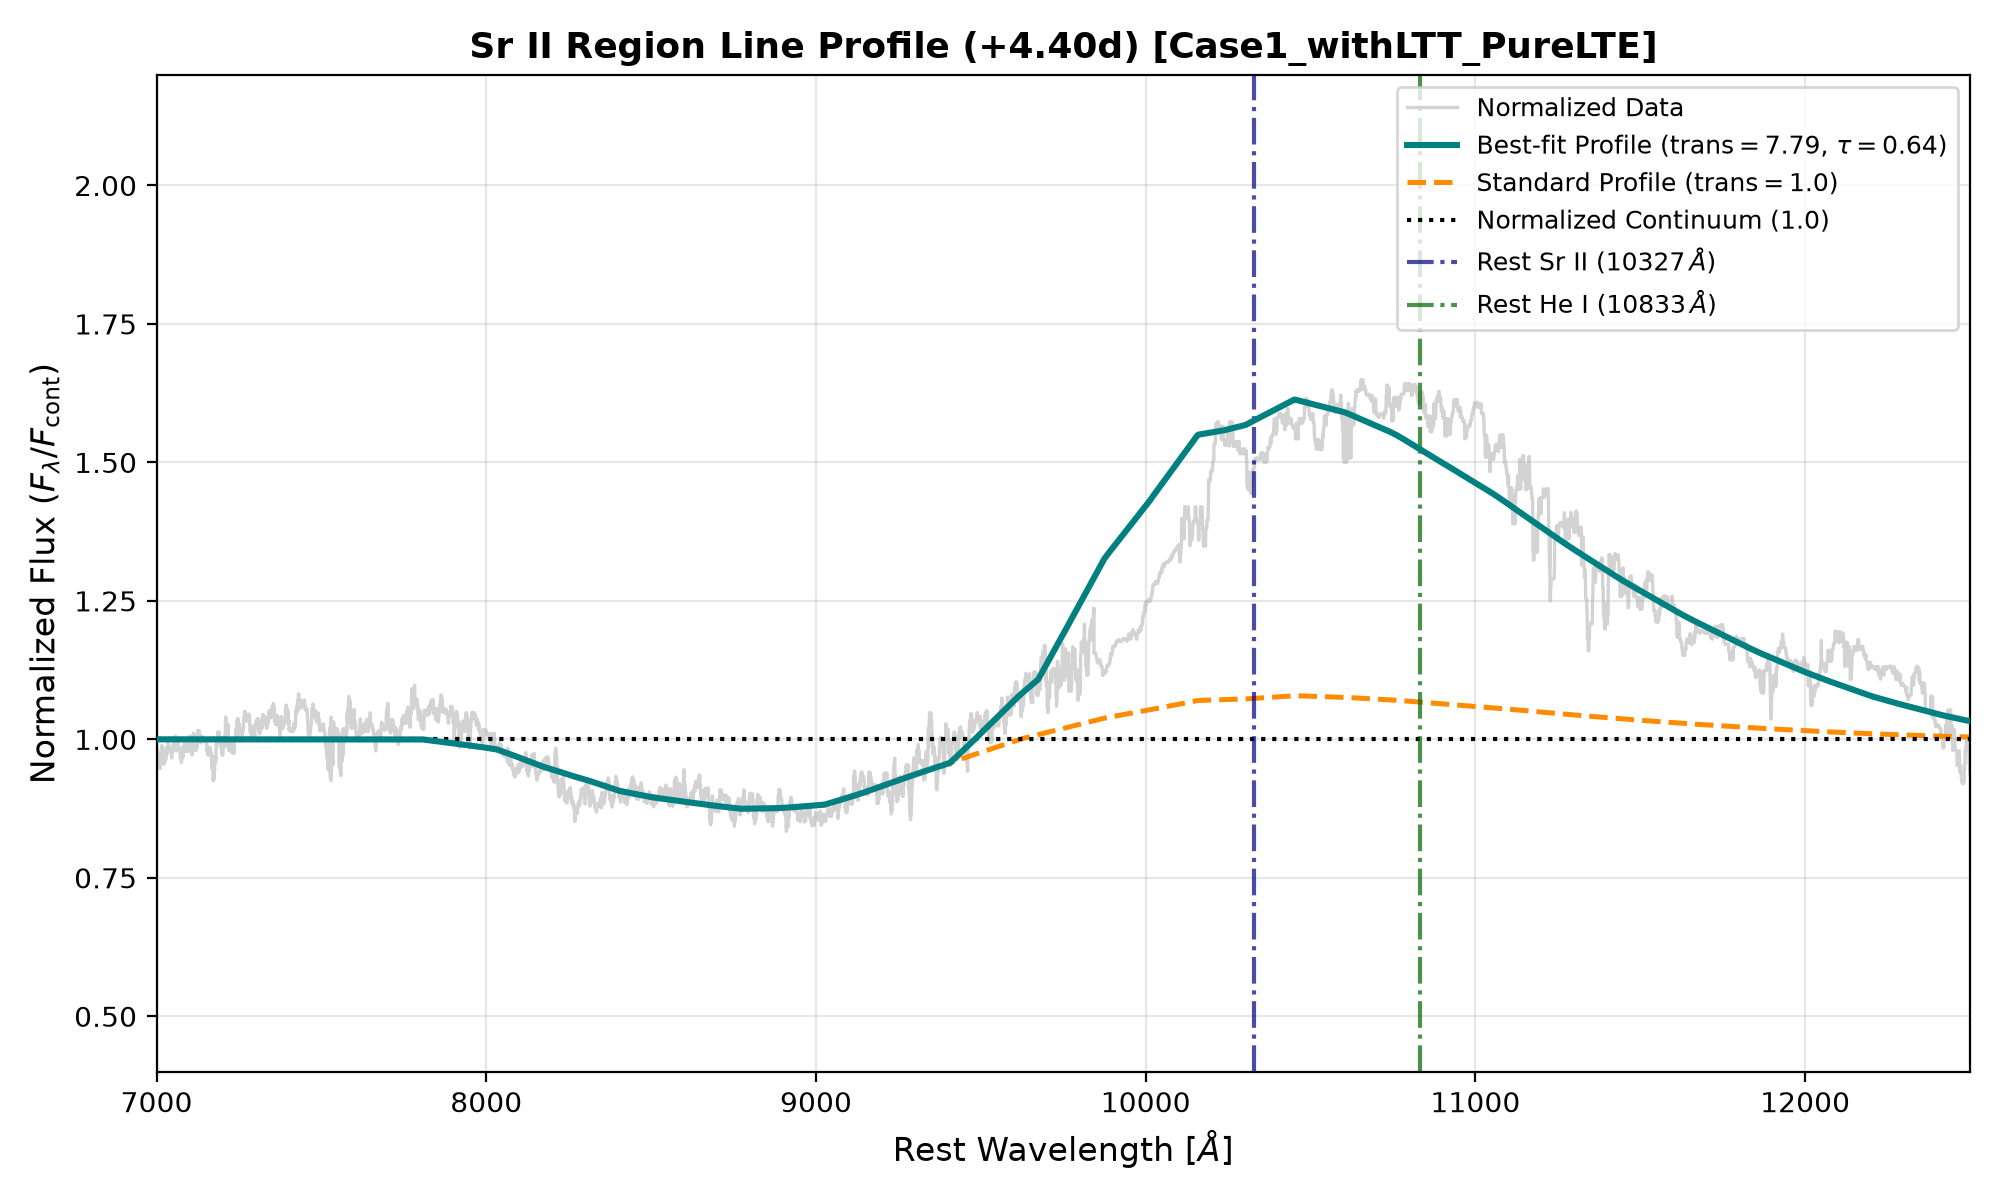 Sr II Region Line Profile (+4.40d) [Case1_withLTT_PureLTE]
Normalized Data
Best-fit Profile (trans = 7.79, τ = 0.64)
Standard Profile (trans = 1.0)
Normalized Continuum (1.0)
Rest Sr II (10327 Å)
Rest He I (10833 Å)
Normalized Flux (Fλ/Fcont)
2.00
1.75
1.50
1.25
1.00
0.75
0.50
7000 8000 9000 10000 11000 12000
Rest Wavelength [Å]